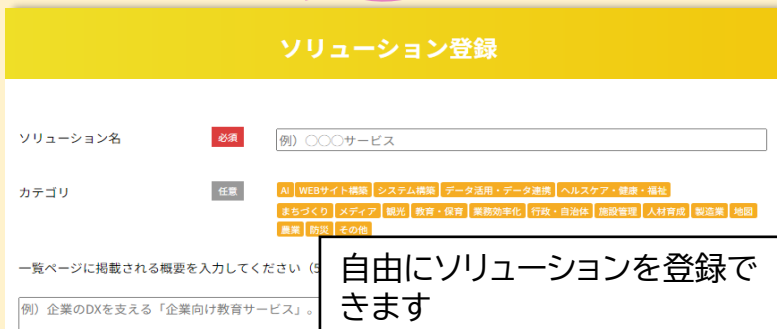 ソリューション登録
ソリューション名 必須 例）〇〇〇サービス
カテゴリ 任意 AI WEBサイト構築 システム構築 データ活用・データ連携 ヘルスケア・健康・福祉
まちづくり メディア 観光 教育・保育 業務効率化 行政・自治体 施設管理 人材育成 製造業 地図
農業 防災 その他
一覧ページに掲載される概要を入力してください（5
例）企業のDXを支える「企業向け教育サービス」。
自由にソリューションを登録で
きます